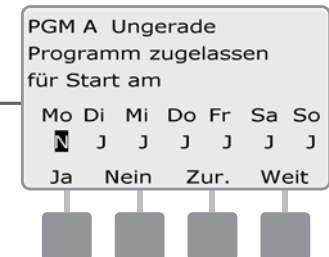 PGM A Ungerade
Programm zugelassen
für Start am
Mo Di Mi Do Fr Sa So
N J J J J J J
Ja Nein Zur. Weit